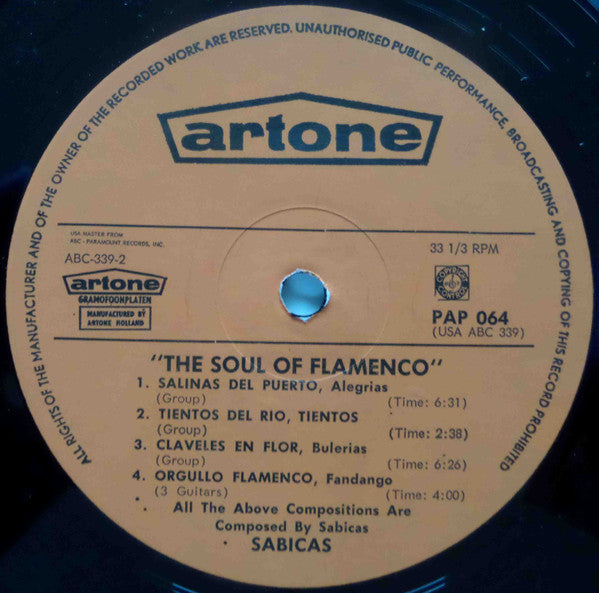 ALL RIGHTS OF THE MANUFACTURER AND OF THE OWNER OF THE RECORDED WORK ARE RESERVED. UNAUTHORISED PUBLIC PERFORMANCE, BROADCASTING AND COPYING OF THIS RECORD PROHIBITED
artone
USA MASTER FROM
ABC - PARAMOUNT RECORDS, INC.
33 1/3 RPM
ABC-339-2
artone
GRAMOFOONPLATEN
MANUFACTURED BY
ARTONE HOLLAND
PAP 064
(USA ABC 339)
"THE SOUL OF FLAMENCO"
1. SALINAS DEL PUERTO, Alegrias
(Group) (Time: 6:31)
2. TIENTOS DEL RIO, TIENTOS
(Group) (Time: 2:38)
3. CLAVELES EN FLOR, Bulerias
(Group) (Time: 6:26)
4. ORGULLO FLAMENCO, Fandango
(3 Guitars) (Time: 4:00)
All The Above Compositions Are
Composed By Sabicas
SABICAS